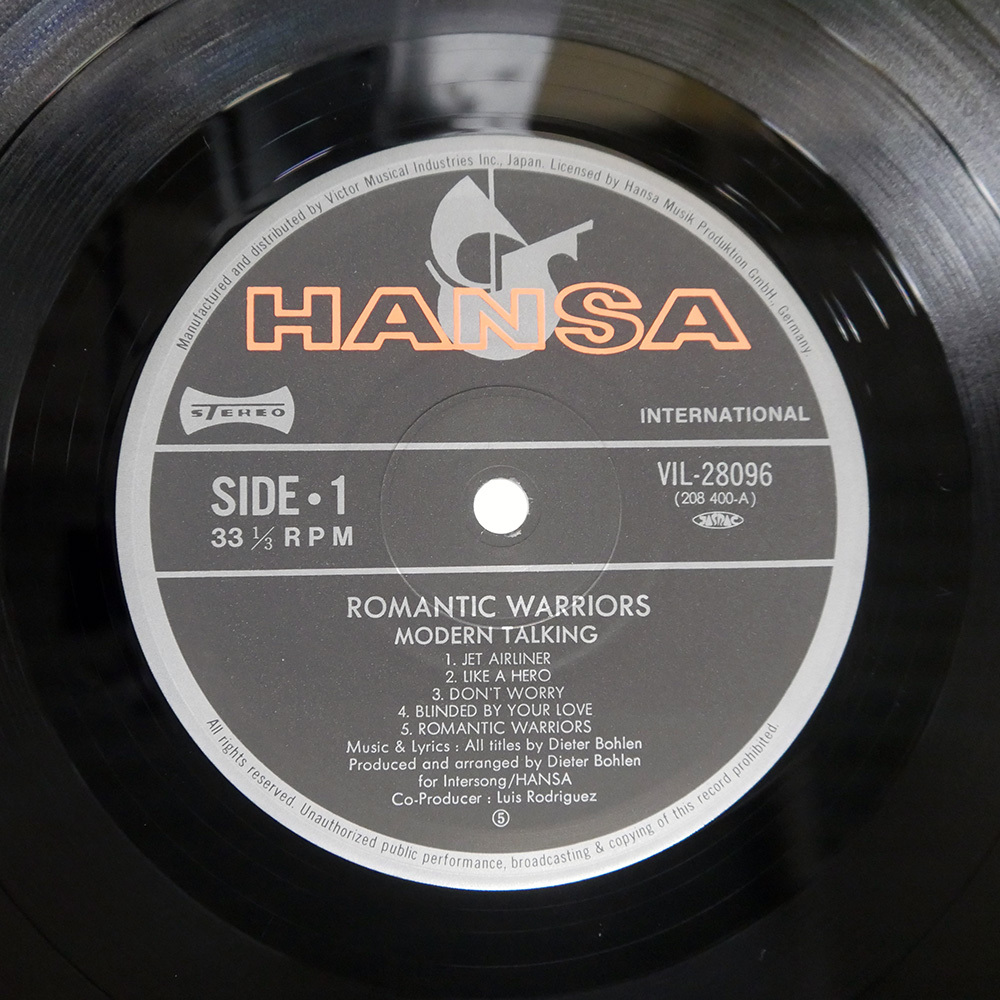 Manufactured and distributed by Victor Musical Industries Inc., Japan. Licensed by Hansa Musik Produktion GmbH., Germany.
HANSA
STEREO
INTERNATIONAL
SIDE•1
VIL-28096
33 1/3 RPM
(208 400-A)
JASRAC
ROMANTIC WARRIORS
MODERN TALKING
1. JET AIRLINER
2. LIKE A HERO
3. DON'T WORRY
4. BLINDED BY YOUR LOVE
5. ROMANTIC WARRIORS
Music & Lyrics : All titles by Dieter Bohlen
Produced and arranged by Dieter Bohlen
for Intersong/HANSA
Co-Producer : Luis Rodriguez
⑤
All rights reserved. Unauthorized public performance, broadcasting & copying of this record prohibited.